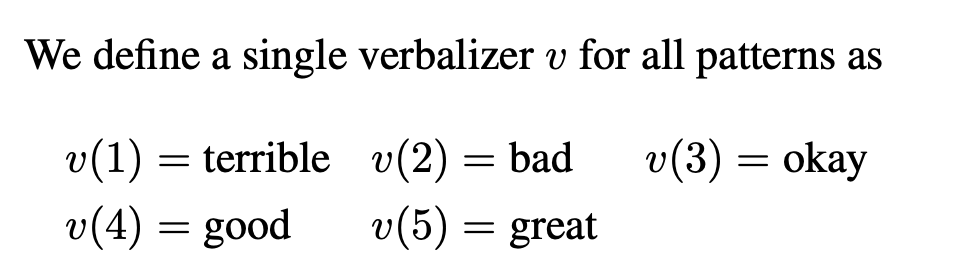 We define a single verbalizer v for all patterns as
v(1) = terrible v(2) = bad v(3) = okay
v(4) = good v(5) = great